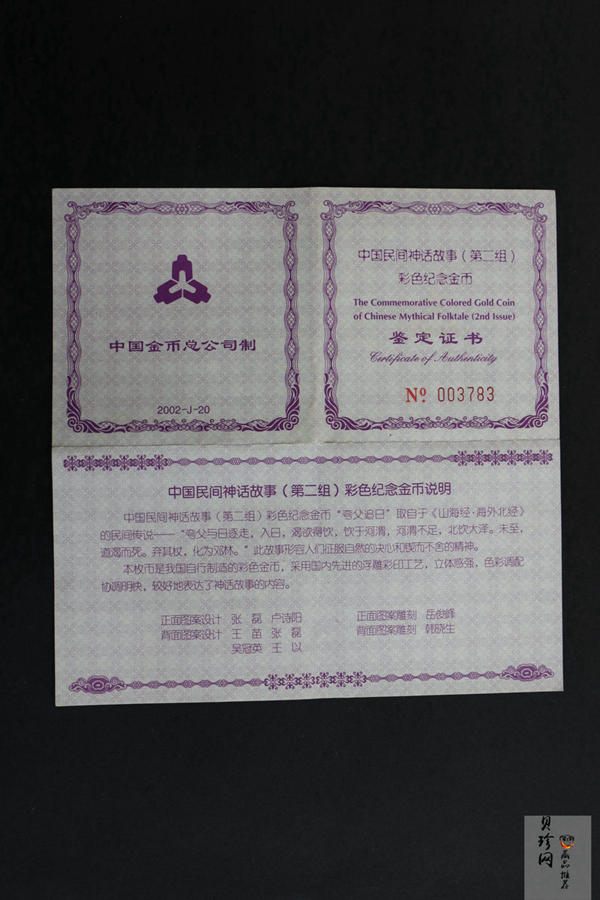 中国金币总公司制
2002-J-20
中国民间神话故事（第二组）
彩色纪念金币
The Commemorative Colored Gold Coin
of Chinese Mythical Folktale (2nd Issue)
鉴定证书
Certificate of Authenticity
No 003783
中国民间神话故事（第二组）彩色纪念金币说明
中国民间神话故事（第二组）彩色纪念金币“夸父追日”取自于《山海经·海外北经》
的民间传说——“夸父与日逐走，入日，渴欲得饮，饮于河渭，河渭不足，北饮大泽。未至，
道渴而死。弃其杖，化为邓林。”此故事形容人们征服自然的决心和锲而不舍的精神。
本枚币是我国自行制造的彩色金币，采用国内先进的浮雕彩印工艺，立体感强，色彩调配
协调明快，较好地表达了神话故事的内容。
正面图案设计 张磊 卢诗阳 正面图案雕刻 岳俊峰
背面图案设计 王苗 张磊 背面图案雕刻 韩晓生
吴冠英 王以
贝珍网
藏品推荐